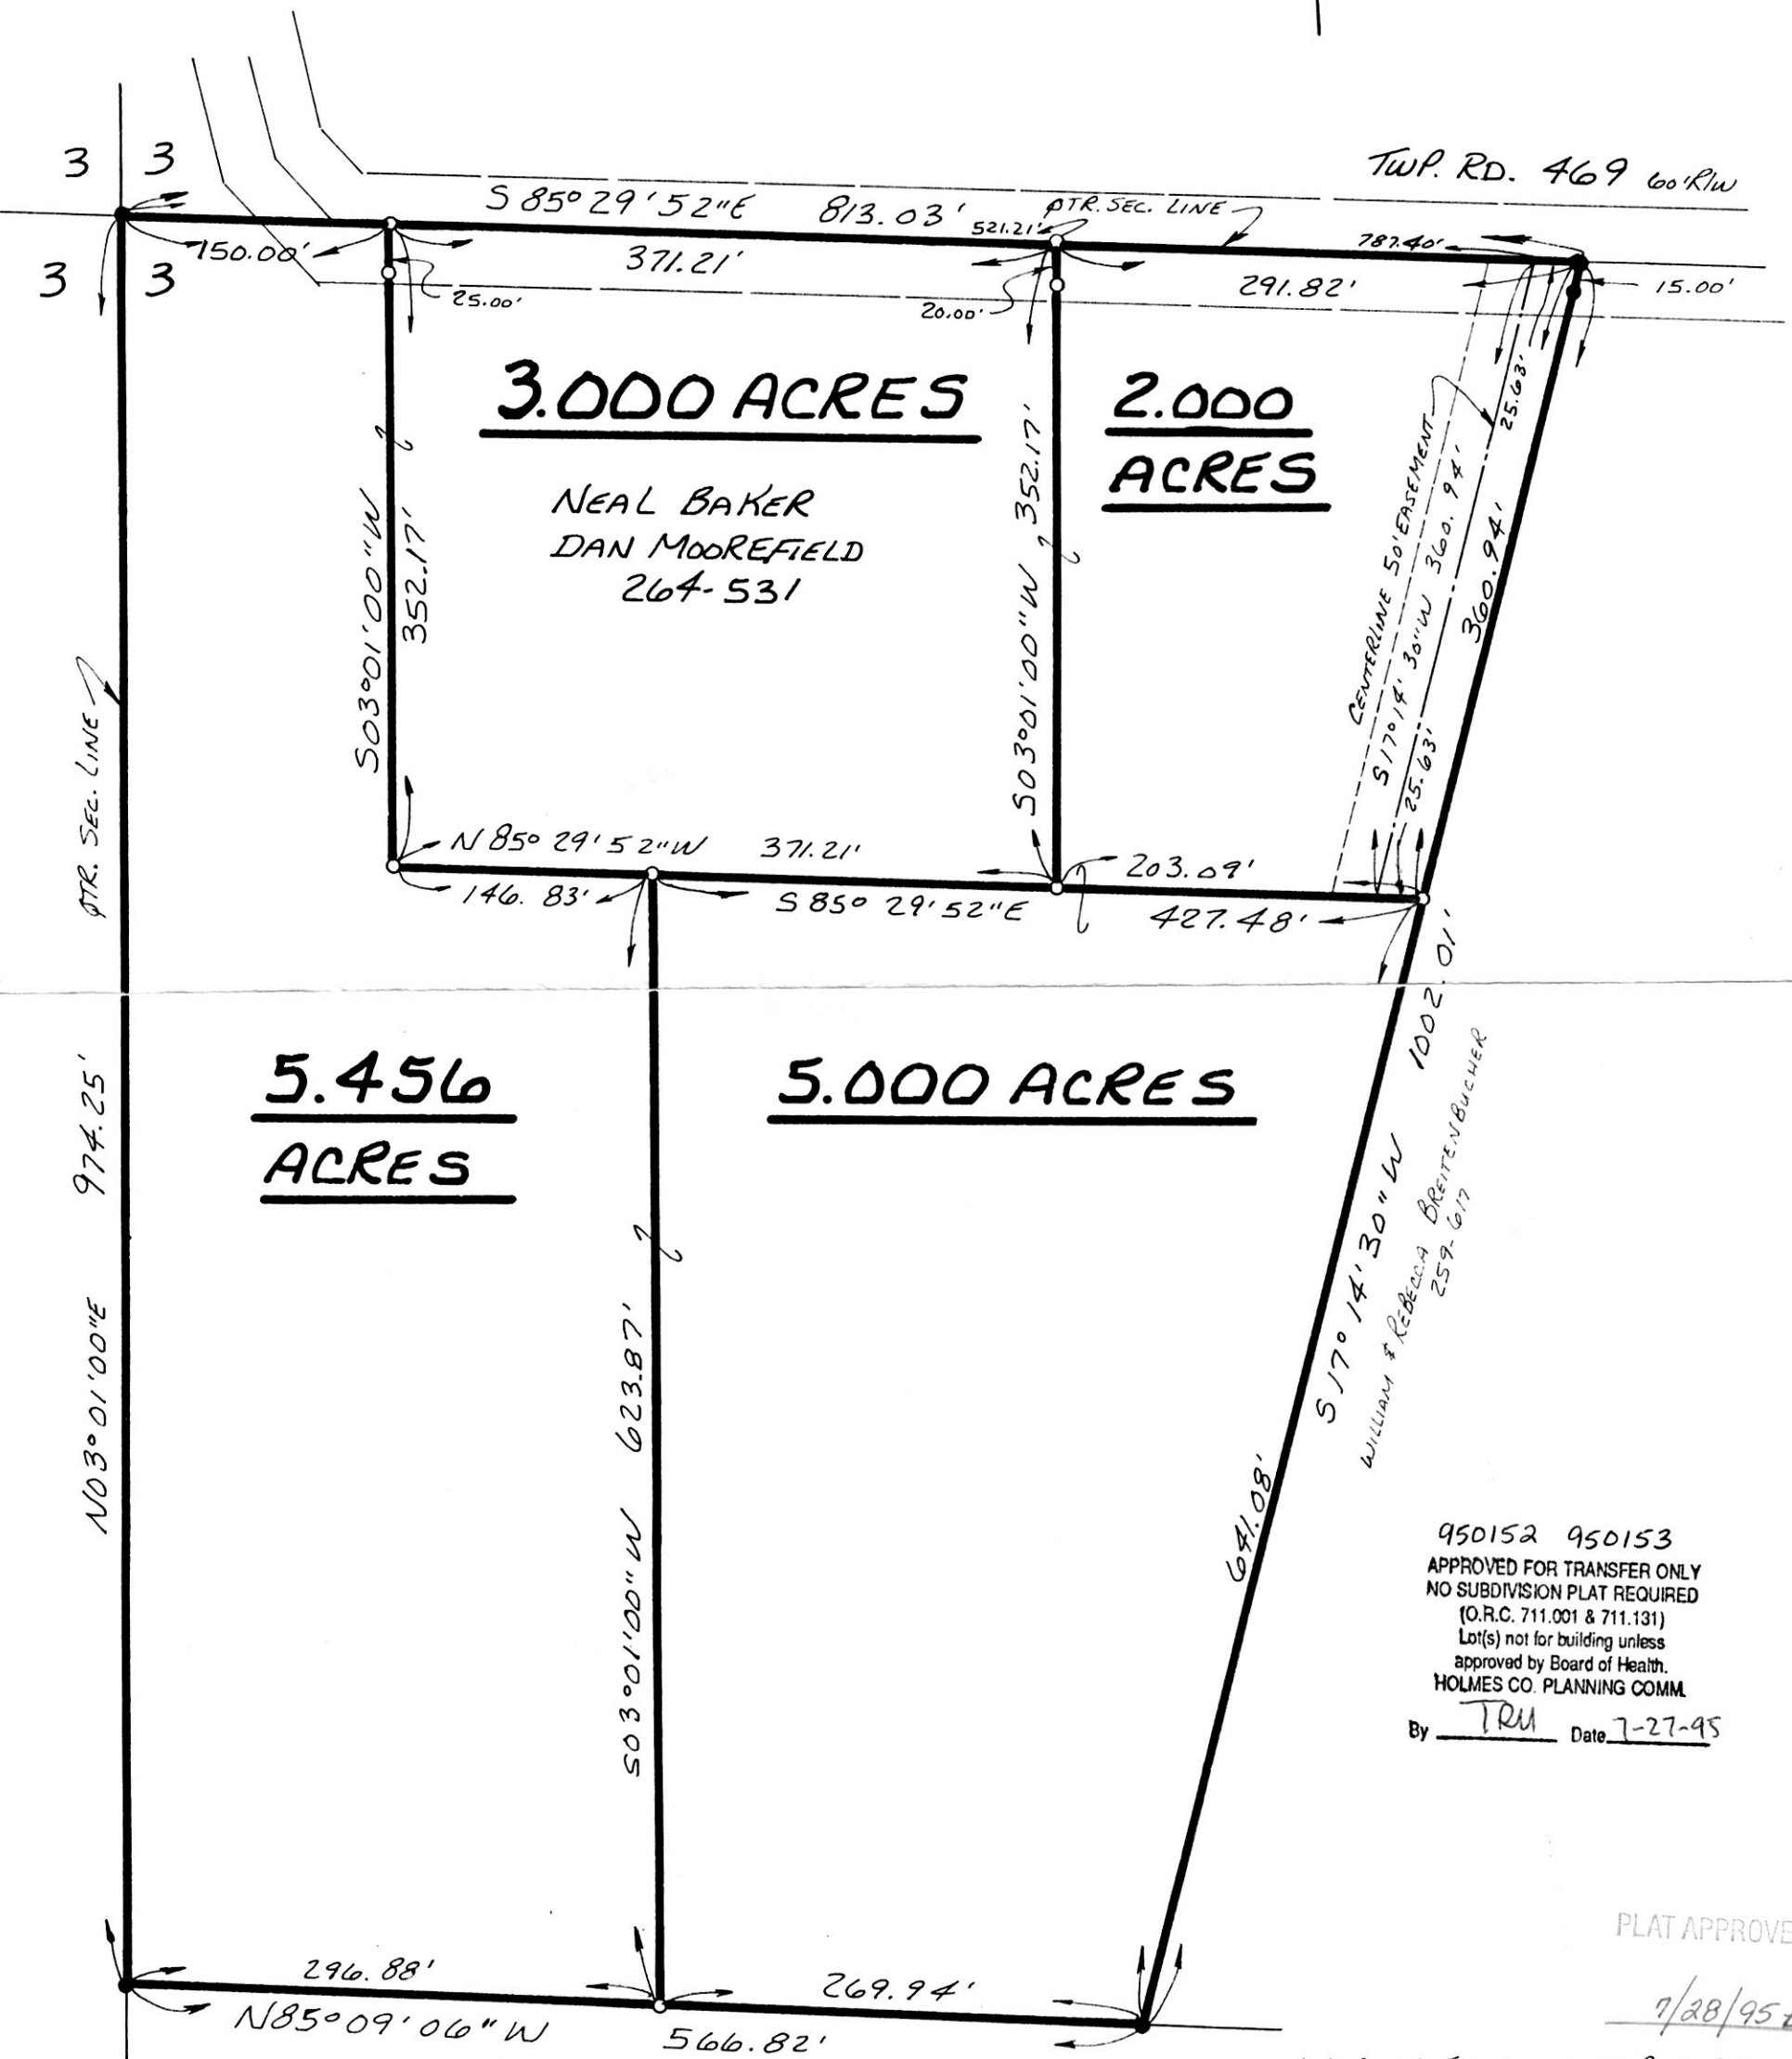 3 3
3 3
TWP. RD. 469 60' R/W
S 85° 29' 52" E 813.03'
QTR. SEC. LINE
521.21'
787.40'
150.00'
371.21'
291.82'
15.00'
25.00'
20.00'
3.000 ACRES
2.000
ACRES
NEAL BAKER
DAN MOOREFIELD
264-531
S03°01'00"W
352.17'
S03°01'00"W 352.17'
CENTERLINE 50' EASEMENT
S 17° 14' 30" W 360.94'
25.63'
25.63'
360.94'
QTR. SEC. LINE
N 85° 29' 52" W 371.21'
146.83'
S 85° 29' 52" E
203.09'
427.48'
1002.01'
S 17° 14' 30" W
WILLIAM & REBECCA BREITENBUCHER
259-617
5.456
ACRES
5.000 ACRES
974.25'
N03°01'00"E
623.87'
S03°01'00"W
641.08'
950152 950153
APPROVED FOR TRANSFER ONLY
NO SUBDIVISION PLAT REQUIRED
(O.R.C. 711.001 & 711.131)
Lot(s) not for building unless
approved by Board of Health.
HOLMES CO. PLANNING COMM.
By TRM Date 7-27-95
PLAT APPROVE
7/28/95
296.88'
269.94'
N85°09'06"W
566.82'